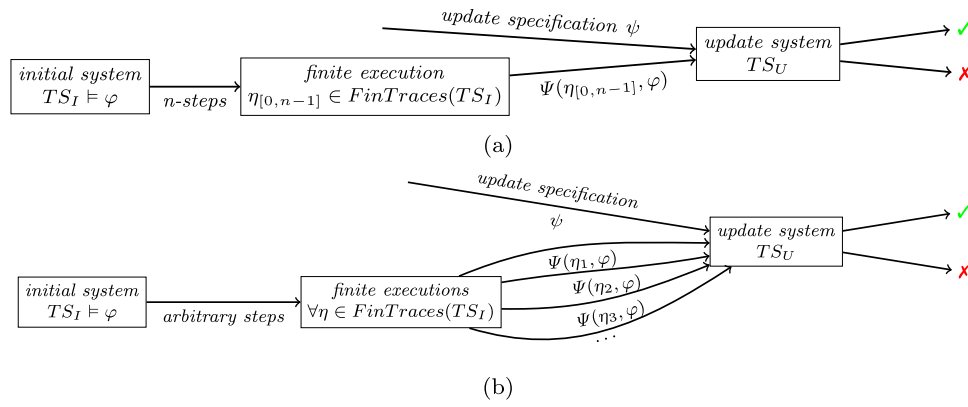 update specification ψ
initial system
TS_I ⊨ φ
n-steps
finite execution
η_[0,n−1] ∈ FinTraces(TS_I)
Ψ(η_[0,n−1], φ)
update system
TS_U
✓
✗
(a)
update specification
ψ
initial system
TS_I ⊨ φ
arbitrary steps
finite executions
∀η ∈ FinTraces(TS_I)
Ψ(η_1, φ)
Ψ(η_2, φ)
Ψ(η_3, φ)
...
update system
TS_U
✓
✗
(b)